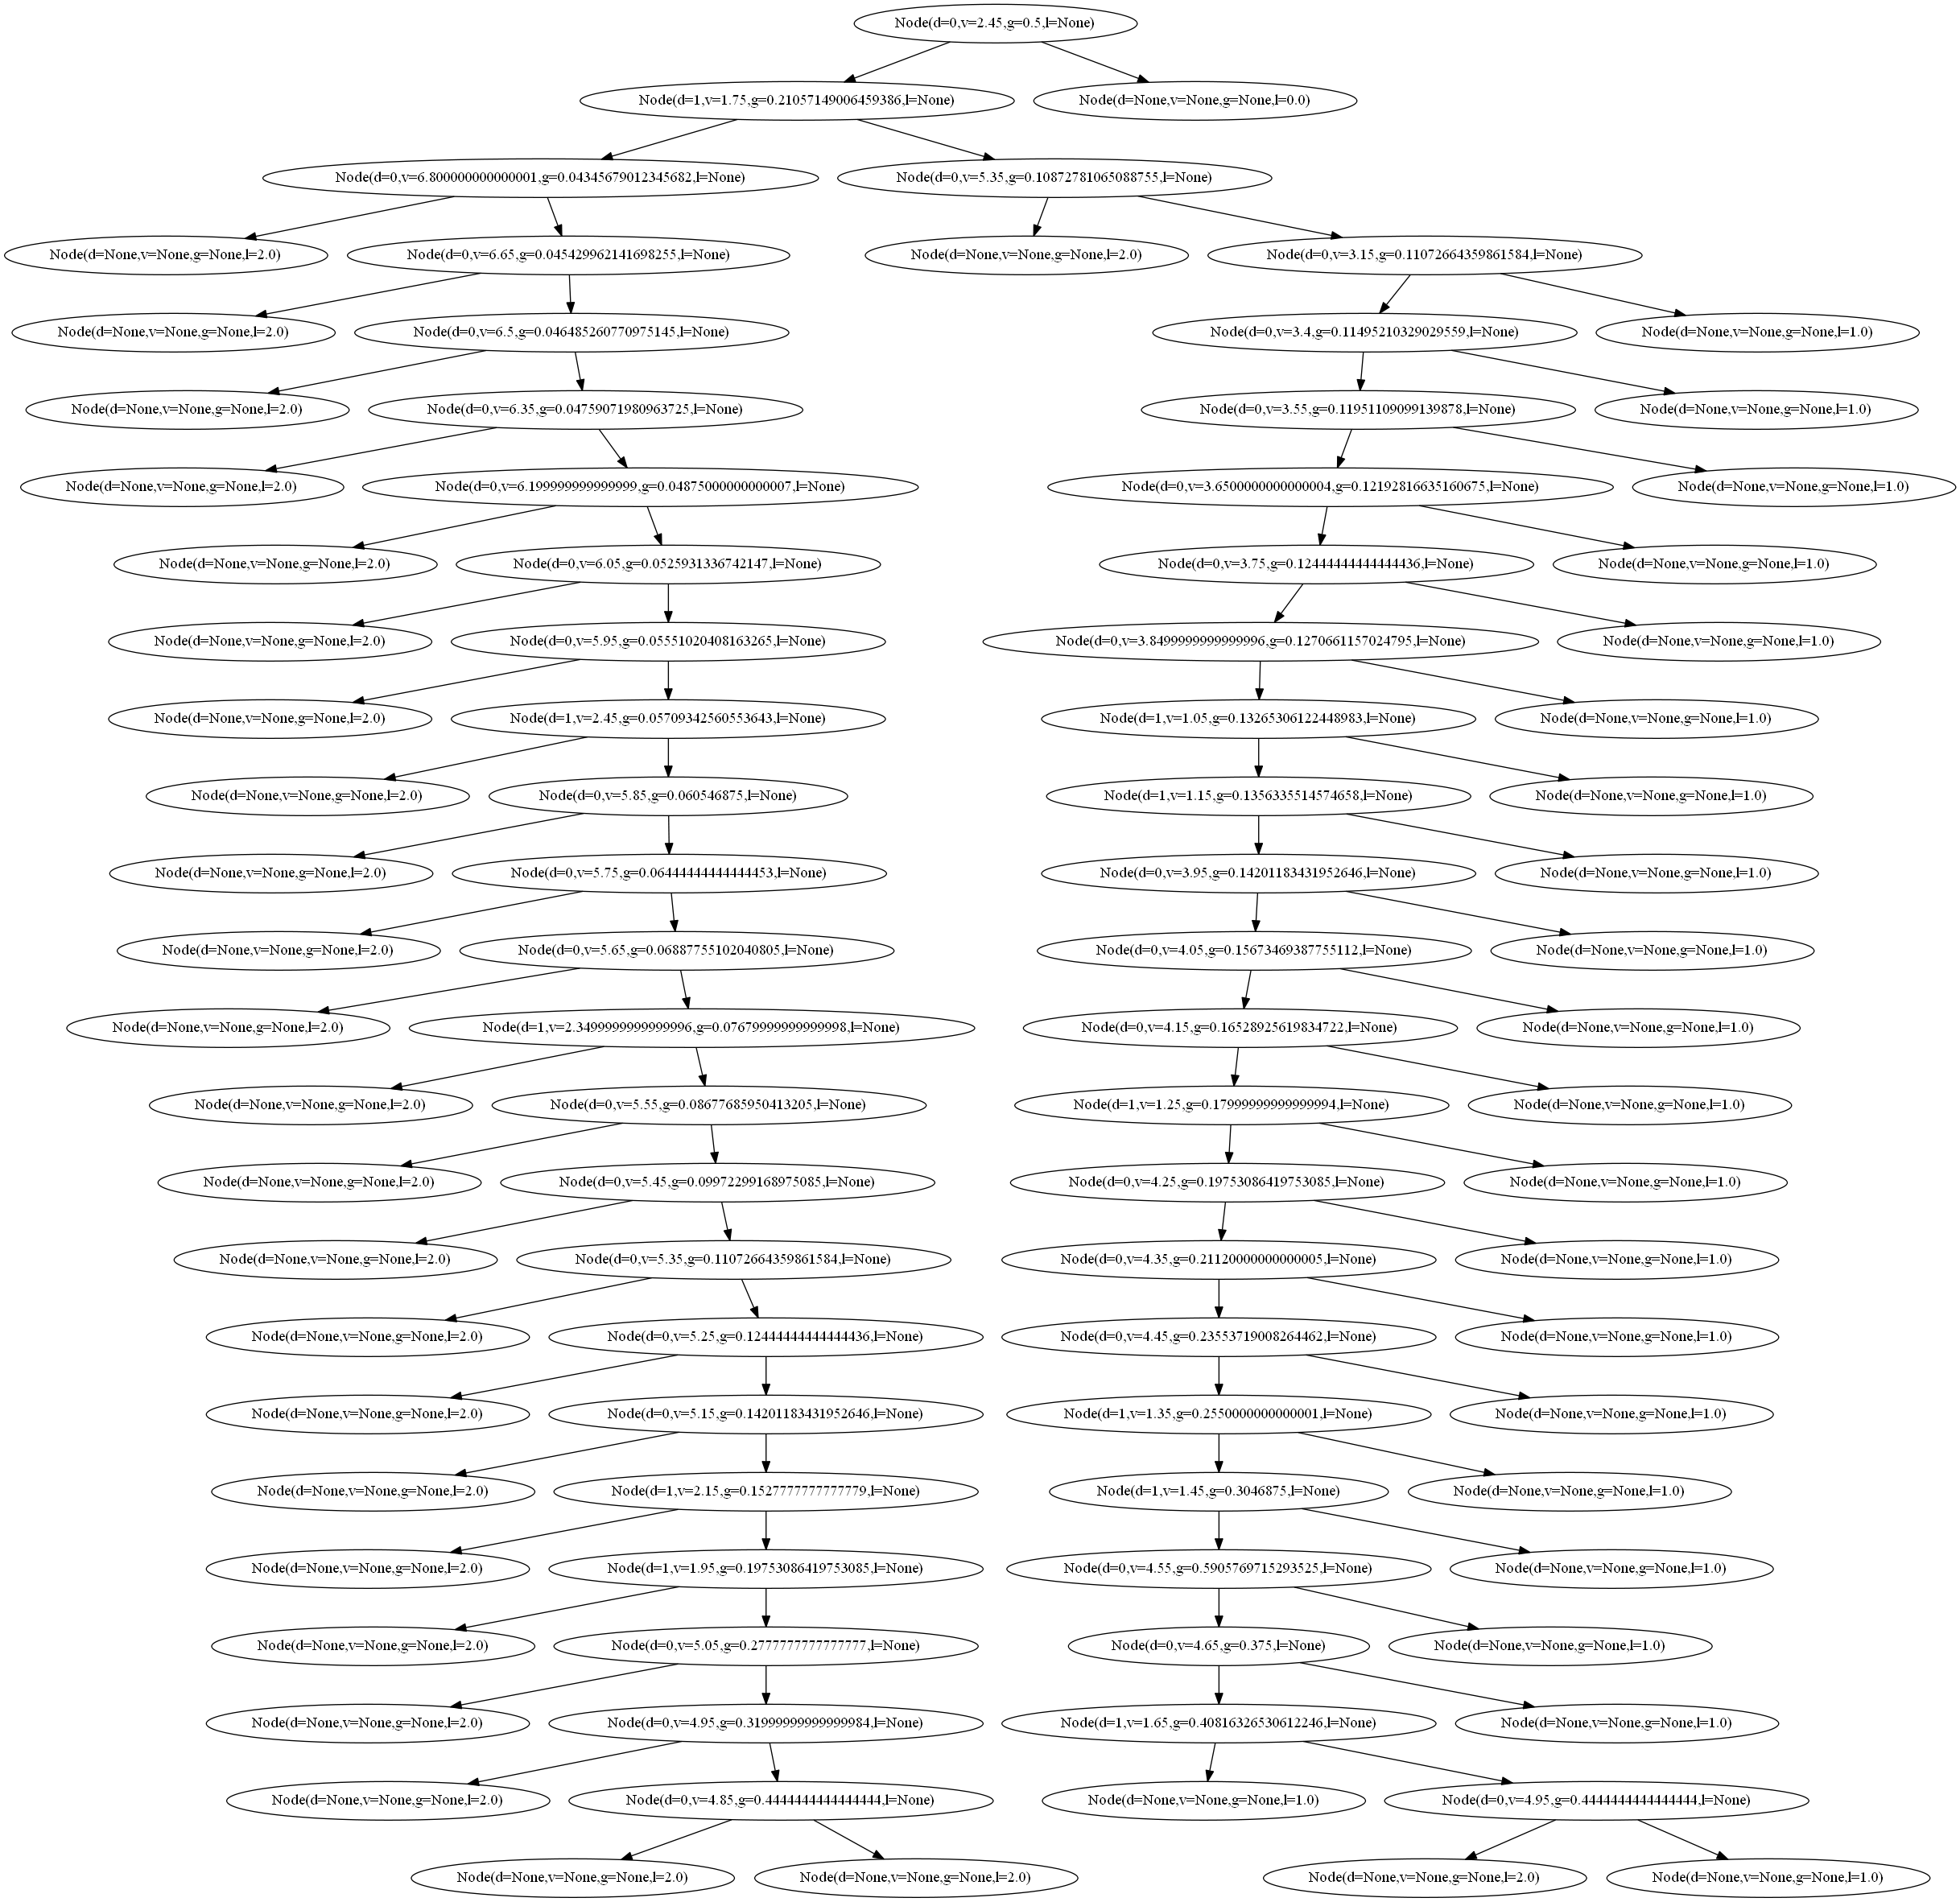 Node(d=0,v=2.45,g=0.5,l=None)
Node(d=1,v=1.75,g=0.21057149006459386,l=None)
Node(d=None,v=None,g=None,l=0.0)
Node(d=0,v=6.800000000000001,g=0.04345679012345682,l=None)
Node(d=0,v=5.35,g=0.10872781065088755,l=None)
Node(d=None,v=None,g=None,l=2.0)
Node(d=0,v=6.65,g=0.045429962141698255,l=None)
Node(d=None,v=None,g=None,l=2.0)
Node(d=0,v=3.15,g=0.11072664359861584,l=None)
Node(d=None,v=None,g=None,l=2.0)
Node(d=0,v=6.5,g=0.046485260770975145,l=None)
Node(d=0,v=3.4,g=0.11495210329029559,l=None)
Node(d=None,v=None,g=None,l=1.0)
Node(d=None,v=None,g=None,l=2.0)
Node(d=0,v=6.35,g=0.04759071980963725,l=None)
Node(d=0,v=3.55,g=0.11951109099139878,l=None)
Node(d=None,v=None,g=None,l=1.0)
Node(d=None,v=None,g=None,l=2.0)
Node(d=0,v=6.199999999999999,g=0.04875000000000007,l=None)
Node(d=0,v=3.6500000000000004,g=0.12192816635160675,l=None)
Node(d=None,v=None,g=None,l=1.0)
Node(d=None,v=None,g=None,l=2.0)
Node(d=0,v=6.05,g=0.0525931336742147,l=None)
Node(d=0,v=3.75,g=0.12444444444444436,l=None)
Node(d=None,v=None,g=None,l=1.0)
Node(d=None,v=None,g=None,l=2.0)
Node(d=0,v=5.95,g=0.05551020408163265,l=None)
Node(d=0,v=3.8499999999999996,g=0.1270661157024795,l=None)
Node(d=None,v=None,g=None,l=1.0)
Node(d=None,v=None,g=None,l=2.0)
Node(d=1,v=2.45,g=0.05709342560553643,l=None)
Node(d=1,v=1.05,g=0.13265306122448983,l=None)
Node(d=None,v=None,g=None,l=1.0)
Node(d=None,v=None,g=None,l=2.0)
Node(d=0,v=5.85,g=0.060546875,l=None)
Node(d=1,v=1.15,g=0.1356335514574658,l=None)
Node(d=None,v=None,g=None,l=1.0)
Node(d=None,v=None,g=None,l=2.0)
Node(d=0,v=5.75,g=0.06444444444444453,l=None)
Node(d=0,v=3.95,g=0.14201183431952646,l=None)
Node(d=None,v=None,g=None,l=1.0)
Node(d=None,v=None,g=None,l=2.0)
Node(d=0,v=5.65,g=0.06887755102040805,l=None)
Node(d=0,v=4.05,g=0.15673469387755112,l=None)
Node(d=None,v=None,g=None,l=1.0)
Node(d=None,v=None,g=None,l=2.0)
Node(d=1,v=2.3499999999999996,g=0.07679999999999998,l=None)
Node(d=0,v=4.15,g=0.16528925619834722,l=None)
Node(d=None,v=None,g=None,l=1.0)
Node(d=None,v=None,g=None,l=2.0)
Node(d=0,v=5.55,g=0.08677685950413205,l=None)
Node(d=1,v=1.25,g=0.17999999999999994,l=None)
Node(d=None,v=None,g=None,l=1.0)
Node(d=None,v=None,g=None,l=2.0)
Node(d=0,v=5.45,g=0.09972299168975085,l=None)
Node(d=0,v=4.25,g=0.19753086419753085,l=None)
Node(d=None,v=None,g=None,l=1.0)
Node(d=None,v=None,g=None,l=2.0)
Node(d=0,v=5.35,g=0.11072664359861584,l=None)
Node(d=0,v=4.35,g=0.21120000000000005,l=None)
Node(d=None,v=None,g=None,l=1.0)
Node(d=None,v=None,g=None,l=2.0)
Node(d=0,v=5.25,g=0.12444444444444436,l=None)
Node(d=0,v=4.45,g=0.23553719008264462,l=None)
Node(d=None,v=None,g=None,l=1.0)
Node(d=None,v=None,g=None,l=2.0)
Node(d=0,v=5.15,g=0.14201183431952646,l=None)
Node(d=1,v=1.35,g=0.2550000000000001,l=None)
Node(d=None,v=None,g=None,l=1.0)
Node(d=None,v=None,g=None,l=2.0)
Node(d=1,v=2.15,g=0.1527777777777779,l=None)
Node(d=1,v=1.45,g=0.3046875,l=None)
Node(d=None,v=None,g=None,l=1.0)
Node(d=None,v=None,g=None,l=2.0)
Node(d=1,v=1.95,g=0.19753086419753085,l=None)
Node(d=0,v=4.55,g=0.5905769715293525,l=None)
Node(d=None,v=None,g=None,l=1.0)
Node(d=None,v=None,g=None,l=2.0)
Node(d=0,v=5.05,g=0.2777777777777777,l=None)
Node(d=0,v=4.65,g=0.375,l=None)
Node(d=None,v=None,g=None,l=1.0)
Node(d=None,v=None,g=None,l=2.0)
Node(d=0,v=4.95,g=0.31999999999999984,l=None)
Node(d=1,v=1.65,g=0.40816326530612246,l=None)
Node(d=None,v=None,g=None,l=1.0)
Node(d=None,v=None,g=None,l=2.0)
Node(d=0,v=4.85,g=0.4444444444444444,l=None)
Node(d=None,v=None,g=None,l=1.0)
Node(d=0,v=4.95,g=0.4444444444444444,l=None)
Node(d=None,v=None,g=None,l=2.0)
Node(d=None,v=None,g=None,l=2.0)
Node(d=None,v=None,g=None,l=2.0)
Node(d=None,v=None,g=None,l=1.0)